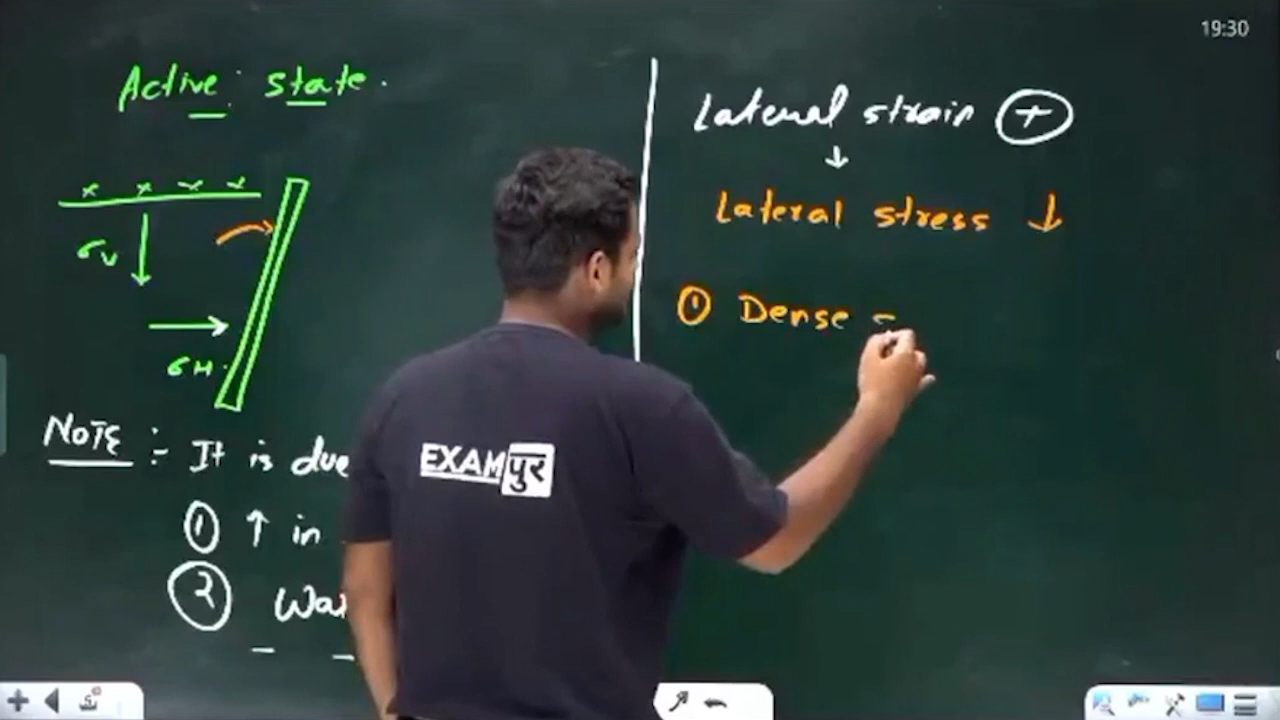 19:30
Active state.
σv
σH.
NOTE :- It is due
① ↑ in
②
Lateral strain (+)
↓
Lateral stress ↓
① Dense -
EXAMपुर